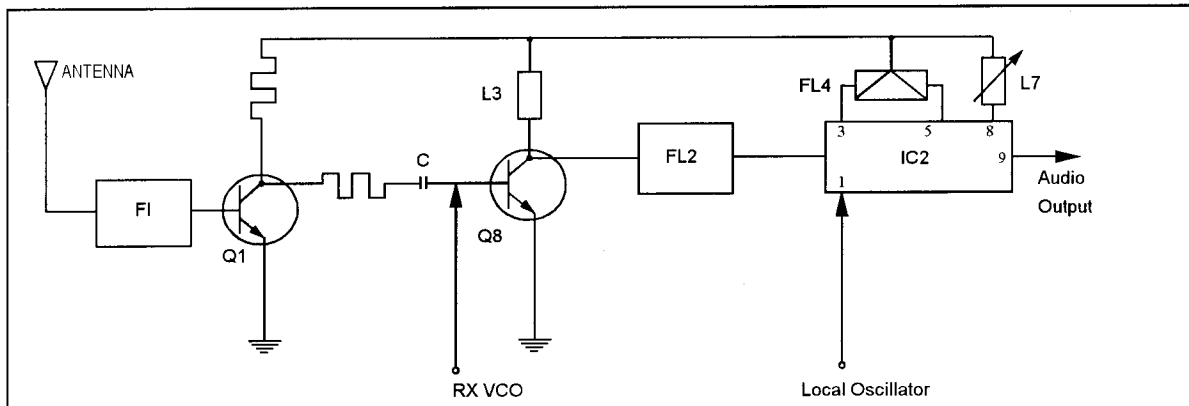 ANTENNA
L3
FL4
L7
3
5
8
C
FL2
IC2
9
FI
1
Audio
Output
Q1
Q8
RX VCO
Local Oscillator